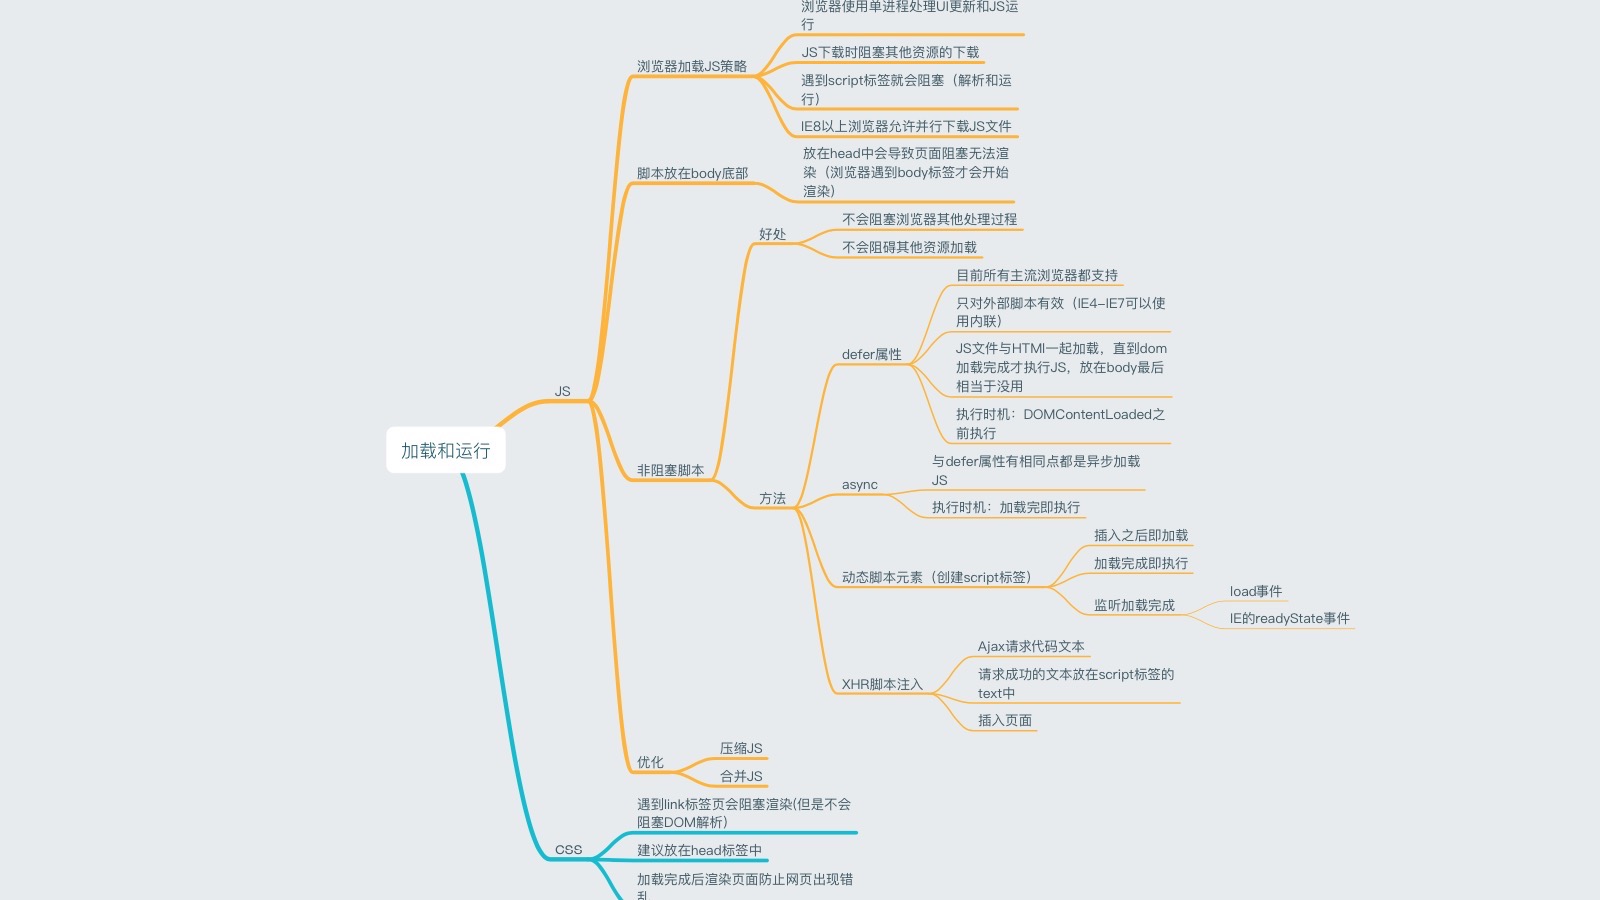 浏览器使用单进程处理UI更新和JS运
行
JS下载时阻塞其他资源的下载
浏览器加载JS策略
遇到script标签就会阻塞（解析和运
行）
IE8以上浏览器允许并行下载JS文件
放在head中会导致页面阻塞无法渲
染（浏览器遇到body标签才会开始
渲染）
脚本放在body底部
不会阻塞浏览器其他处理过程
好处
不会阻碍其他资源加载
目前所有主流浏览器都支持
只对外部脚本有效（IE4-IE7可以使
用内联）
defer属性
JS文件与HTMl一起加载，直到dom
加载完成才执行JS，放在body最后
相当于没用
执行时机：DOMContentLoaded之
前执行
JS
加载和运行
非阻塞脚本
与defer属性有相同点都是异步加载
JS
async
方法
执行时机：加载完即执行
插入之后即加载
加载完成即执行
动态脚本元素（创建script标签）
load事件
监听加载完成
IE的readyState事件
Ajax请求代码文本
请求成功的文本放在script标签的
text中
XHR脚本注入
插入页面
压缩JS
优化
合并JS
遇到link标签页会阻塞渲染(但是不会
阻塞DOM解析)
CSS
建议放在head标签中
加载完成后渲染页面防止网页出现错
乱